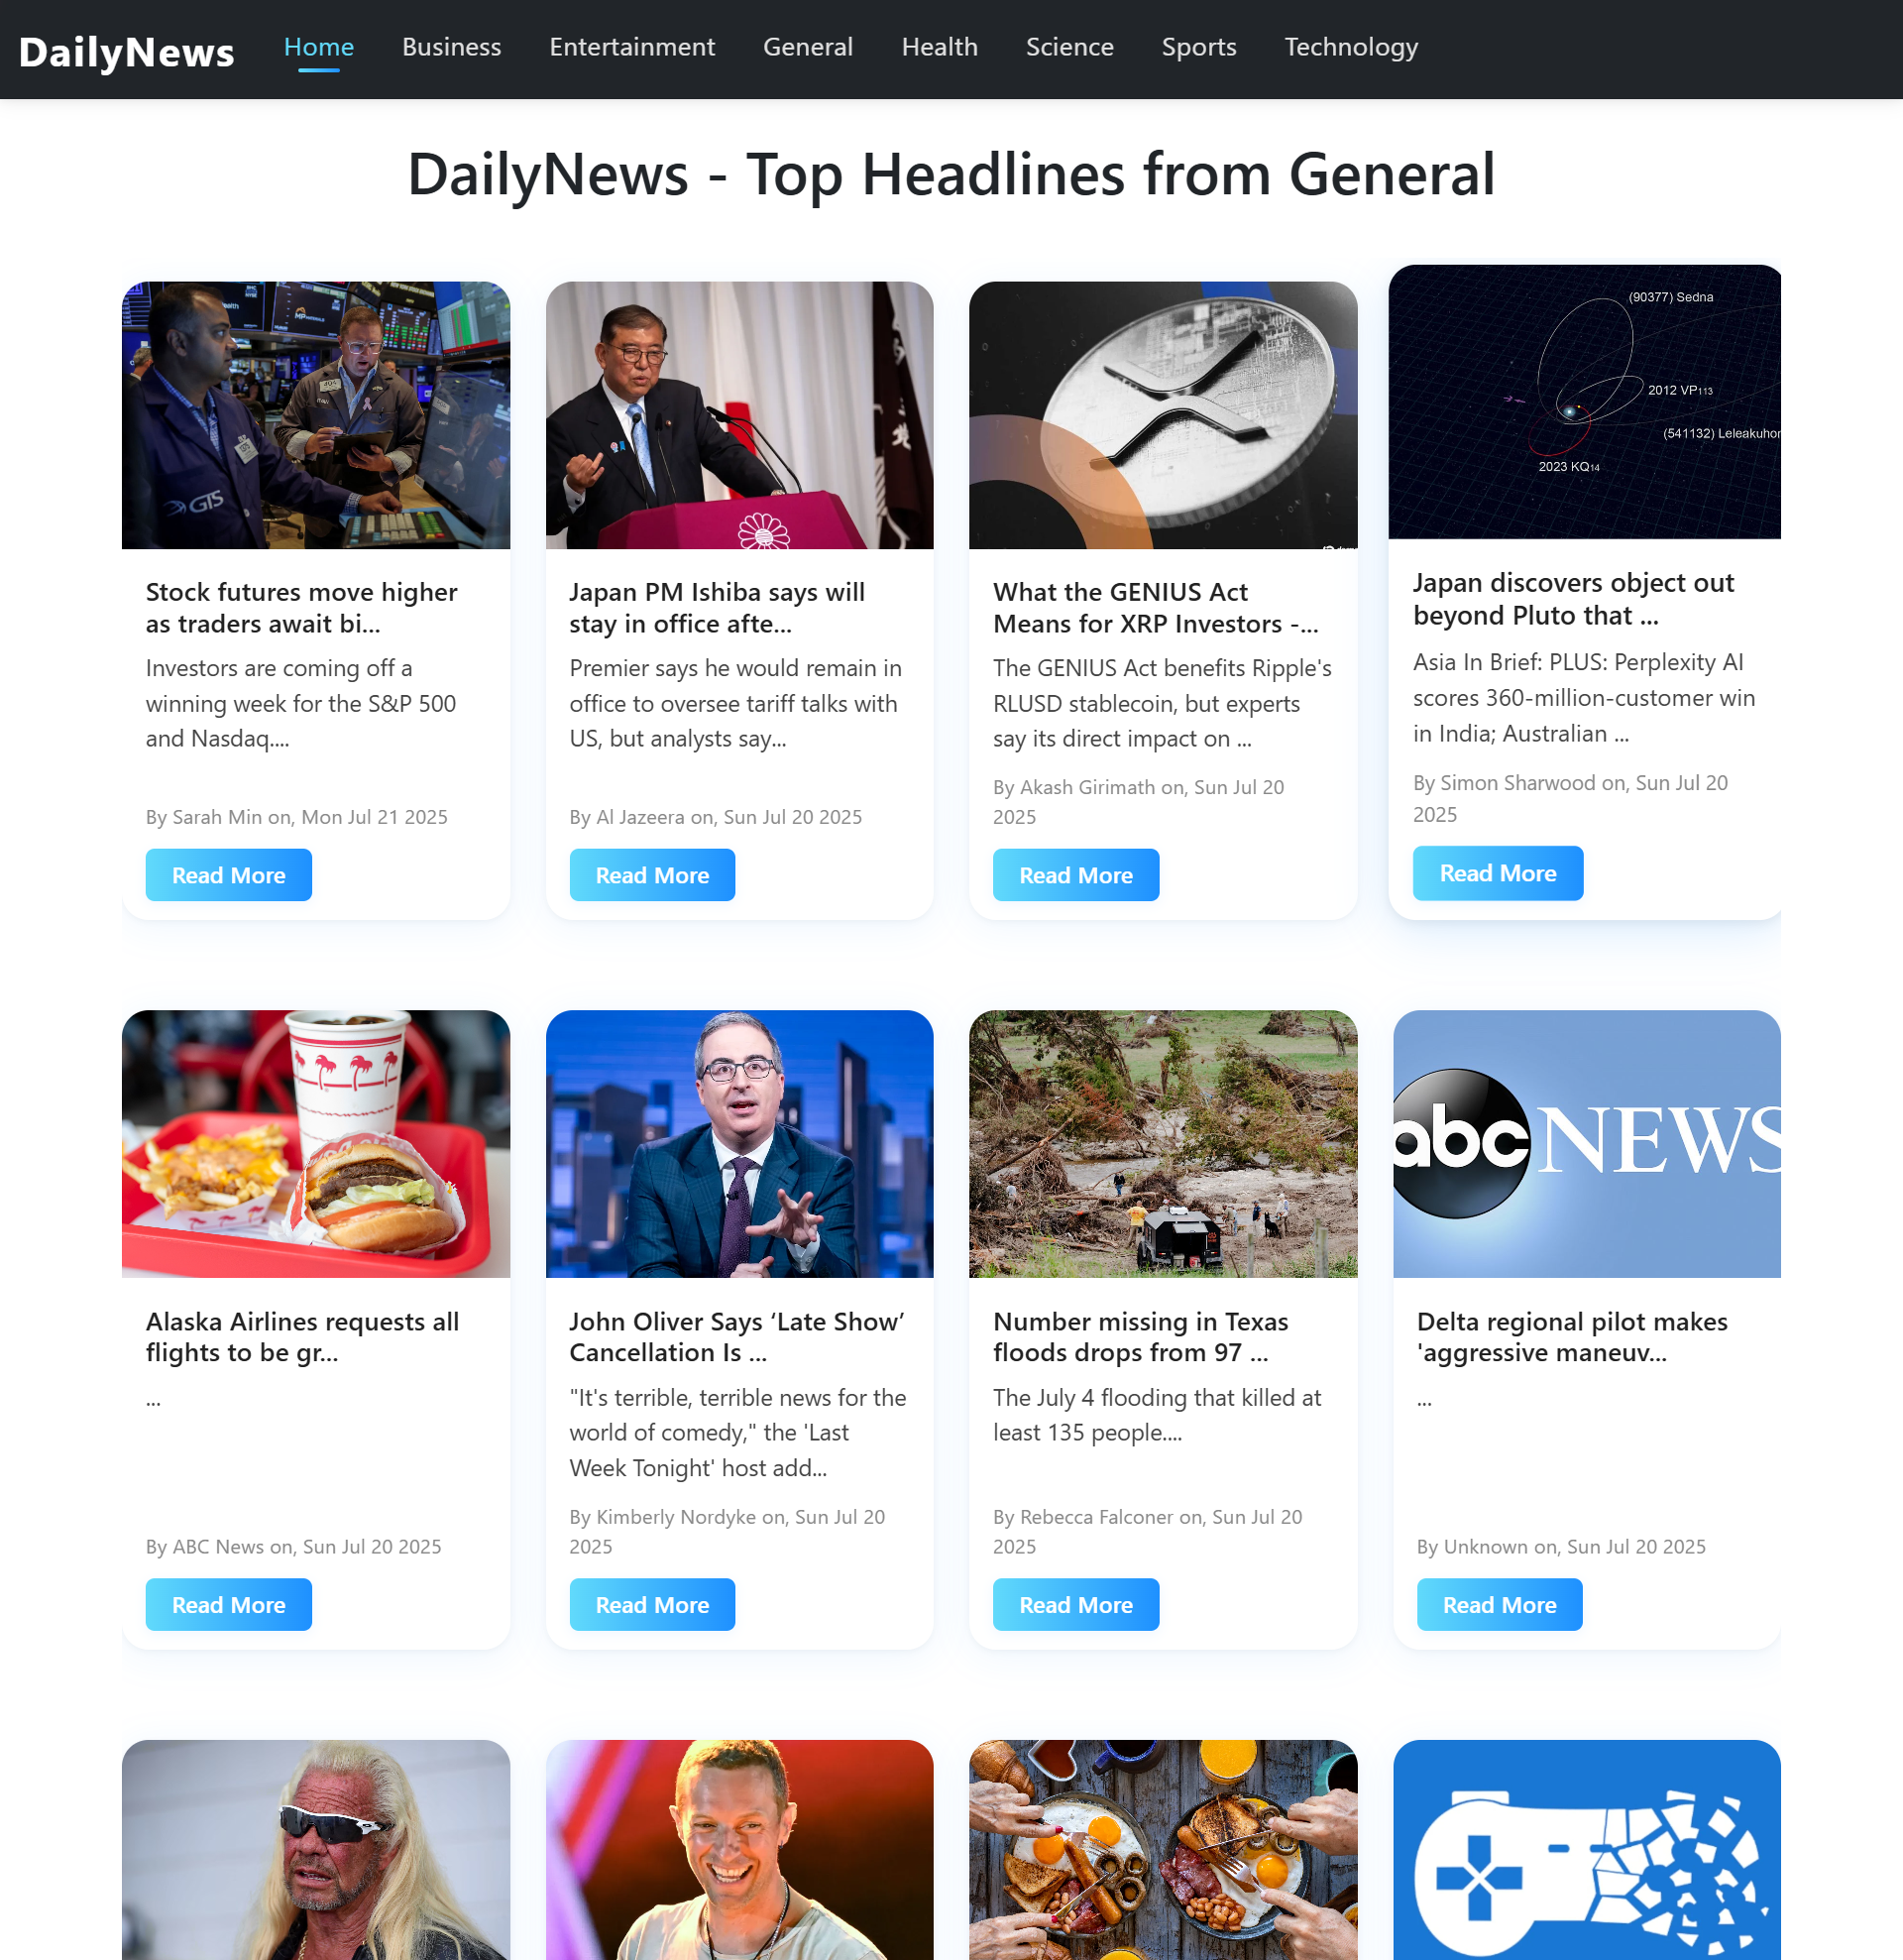 DailyNews Home Business Entertainment General Health Science Sports Technology
DailyNews - Top Headlines from General
GTS
Stock futures move higher
as traders await bi...
Investors are coming off a
winning week for the S&P 500
and Nasdaq....
By Sarah Min on, Mon Jul 21 2025
Read More
Japan PM Ishiba says will
stay in office afte...
Premier says he would remain in
office to oversee tariff talks with
US, but analysts say...
By Al Jazeera on, Sun Jul 20 2025
Read More
What the GENIUS Act
Means for XRP Investors -...
The GENIUS Act benefits Ripple's
RLUSD stablecoin, but experts
say its direct impact on ...
By Akash Girimath on, Sun Jul 20
2025
Read More
(90377) Sedna
2012 VP113
(541132) Leleakuhor
2023 KQ14
Japan discovers object out
beyond Pluto that ...
Asia In Brief: PLUS: Perplexity AI
scores 360-million-customer win
in India; Australian ...
By Simon Sharwood on, Sun Jul 20
2025
Read More
Alaska Airlines requests all
flights to be gr...
...
By ABC News on, Sun Jul 20 2025
Read More
John Oliver Says ‘Late Show’
Cancellation Is ...
"It's terrible, terrible news for the
world of comedy," the 'Last
Week Tonight' host add...
By Kimberly Nordyke on, Sun Jul 20
2025
Read More
Number missing in Texas
floods drops from 97 ...
The July 4 flooding that killed at
least 135 people....
By Rebecca Falconer on, Sun Jul 20
2025
Read More
abc NEWS
Delta regional pilot makes
'aggressive maneuv...
...
By Unknown on, Sun Jul 20 2025
Read More